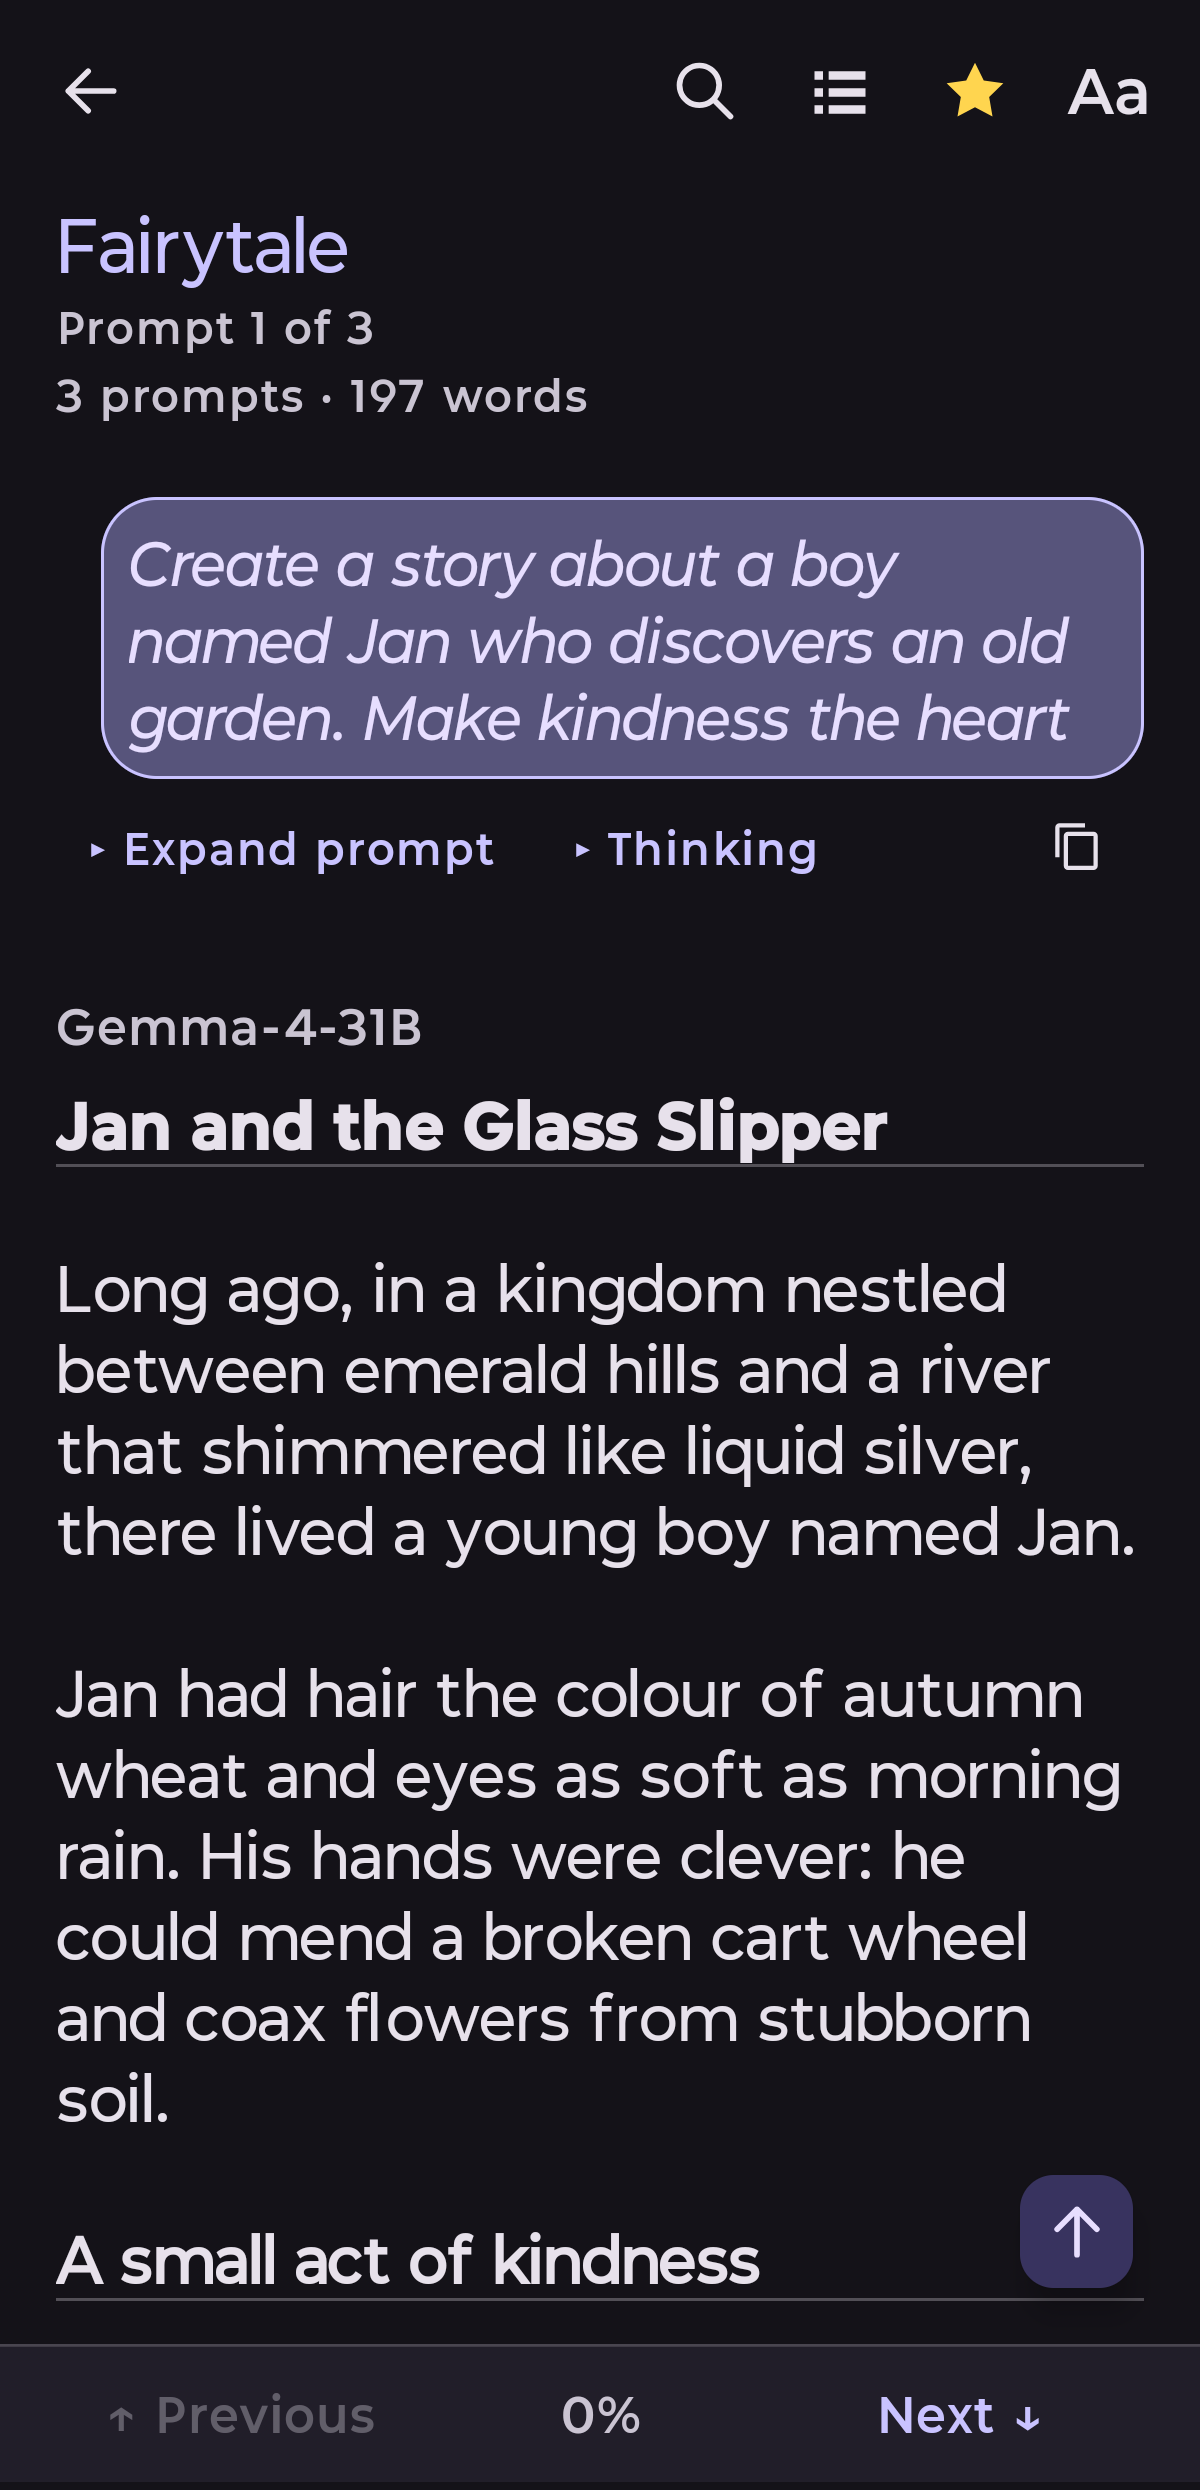 Aa
Fairytale
Prompt 1 of 3
3 prompts · 197 words
Create a story about a boy
named Jan who discovers an old
garden. Make kindness the heart
▸ Expand prompt ▸ Thinking
Gemma-4-31B
Jan and the Glass Slipper
Long ago, in a kingdom nestled
between emerald hills and a river
that shimmered like liquid silver,
there lived a young boy named Jan.
Jan had hair the colour of autumn
wheat and eyes as soft as morning
rain. His hands were clever: he
could mend a broken cart wheel
and coax flowers from stubborn
soil.
A small act of kindness
↑ Previous 0% Next ↓